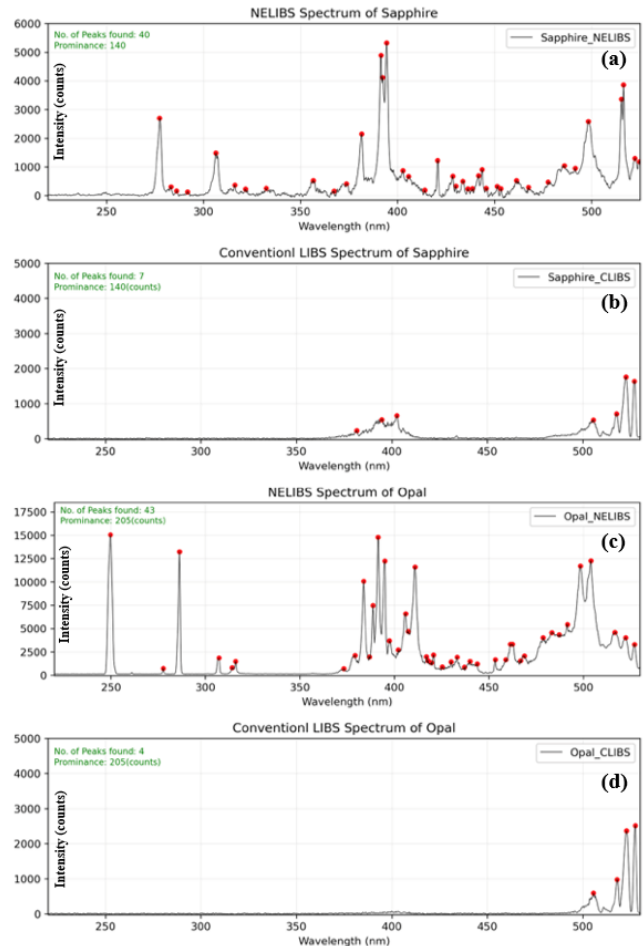 NELIBS Spectrum of Sapphire
6000
5000
4000
3000
2000
1000
0
Intensity (counts)
No. of Peaks found: 40
Prominance: 140
Sapphire_NELIBS
(a)
250
300
350
400
450
500
Wavelength (nm)
Conventionl LIBS Spectrum of Sapphire
5000
4000
3000
2000
1000
0
Intensity (counts)
No. of Peaks found: 7
Prominance: 140(counts)
Sapphire_CLIBS
(b)
250
300
350
400
450
500
Wavelength (nm)
NELIBS Spectrum of Opal
17500
15000
12500
10000
7500
5000
2500
0
Intensity (counts)
No. of Peaks found: 43
Prominance: 205(counts)
Opal_NELIBS
(c)
250
300
350
400
450
500
Wavelength (nm)
Conventionl LIBS Spectrum of Opal
5000
4000
3000
2000
1000
0
Intensity (counts)
No. of Peaks found: 4
Prominance: 205(counts)
Opal_CLIBS
(d)
250
300
350
400
450
500
Wavelength (nm)